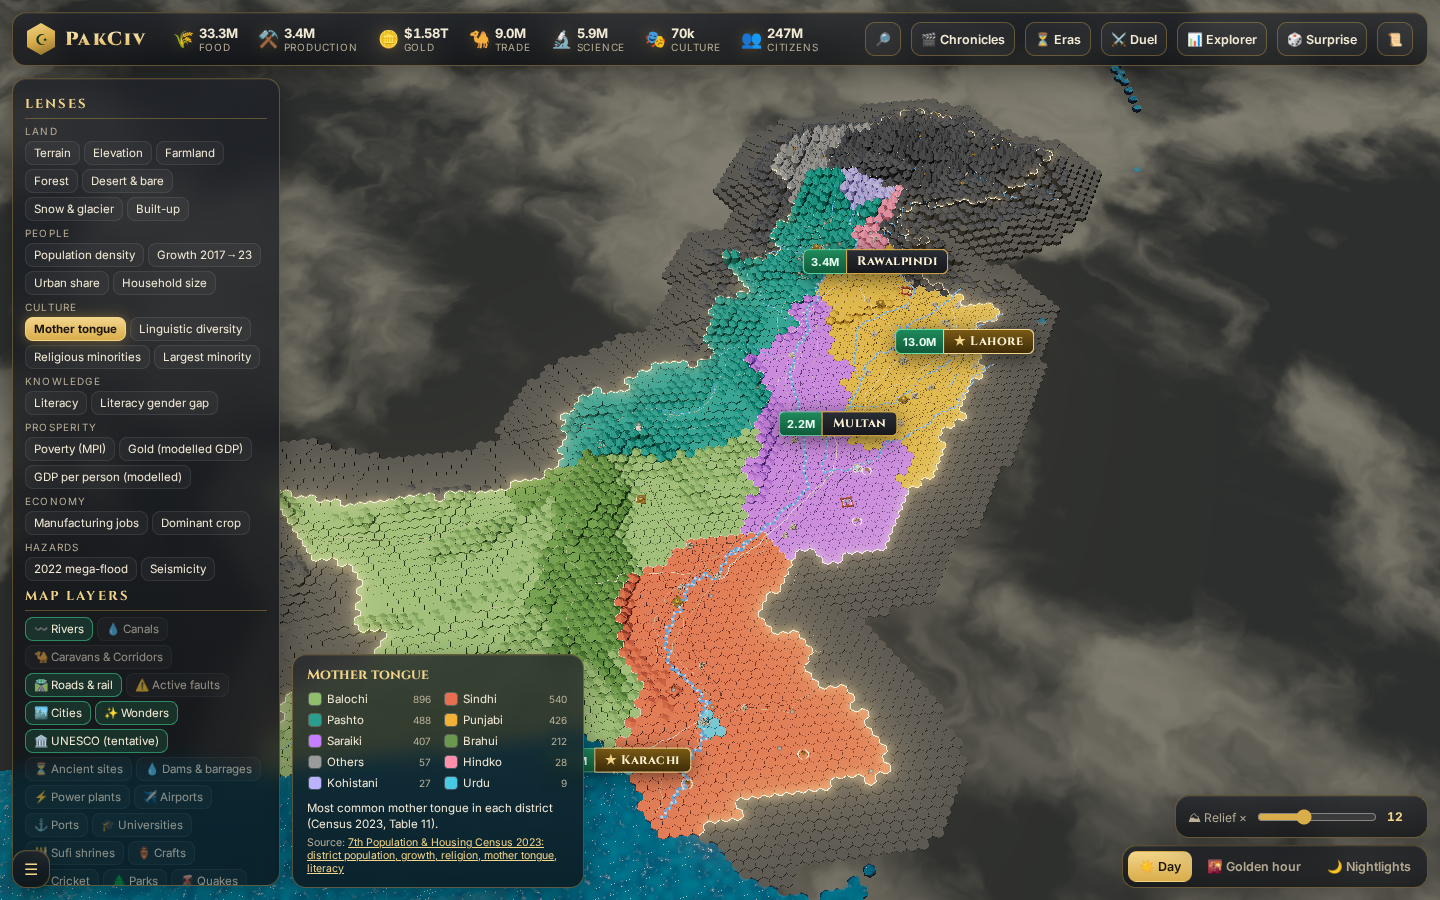 PakCiv
33.3M
FOOD
3.4M
PRODUCTION
$1.58T
GOLD
9.0M
TRADE
5.9M
SCIENCE
70k
CULTURE
247M
CITIZENS
Chronicles
Eras
Duel
Explorer
Surprise
LENSES
LAND
Terrain
Elevation
Farmland
Forest
Desert & bare
Snow & glacier
Built-up
PEOPLE
Population density
Growth 2017→23
Urban share
Household size
CULTURE
Mother tongue
Linguistic diversity
Religious minorities
Largest minority
KNOWLEDGE
Literacy
Literacy gender gap
PROSPERITY
Poverty (MPI)
Gold (modelled GDP)
GDP per person (modelled)
ECONOMY
Manufacturing jobs
Dominant crop
HAZARDS
2022 mega-flood
Seismicity
MAP LAYERS
Rivers
Canals
Caravans & Corridors
Roads & rail
Active faults
Cities
Wonders
UNESCO (tentative)
Ancient sites
Dams & barrages
Power plants
Airports
Ports
Universities
Sufi shrines
Crafts
Cricket
Parks
Quakes
3.4M RAWALPINDI
13.0M ★ LAHORE
2.2M MULTAN
M ★ KARACHI
MOTHER TONGUE
Balochi 896
Sindhi 540
Pashto 488
Punjabi 426
Saraiki 407
Brahui 212
Others 57
Hindko 28
Kohistani 27
Urdu 9
Most common mother tongue in each district
(Census 2023, Table 11).
Source: 7th Population & Housing Census 2023:
district population, growth, religion, mother tongue,
literacy
Relief × 12
Day
Golden hour
Nightlights